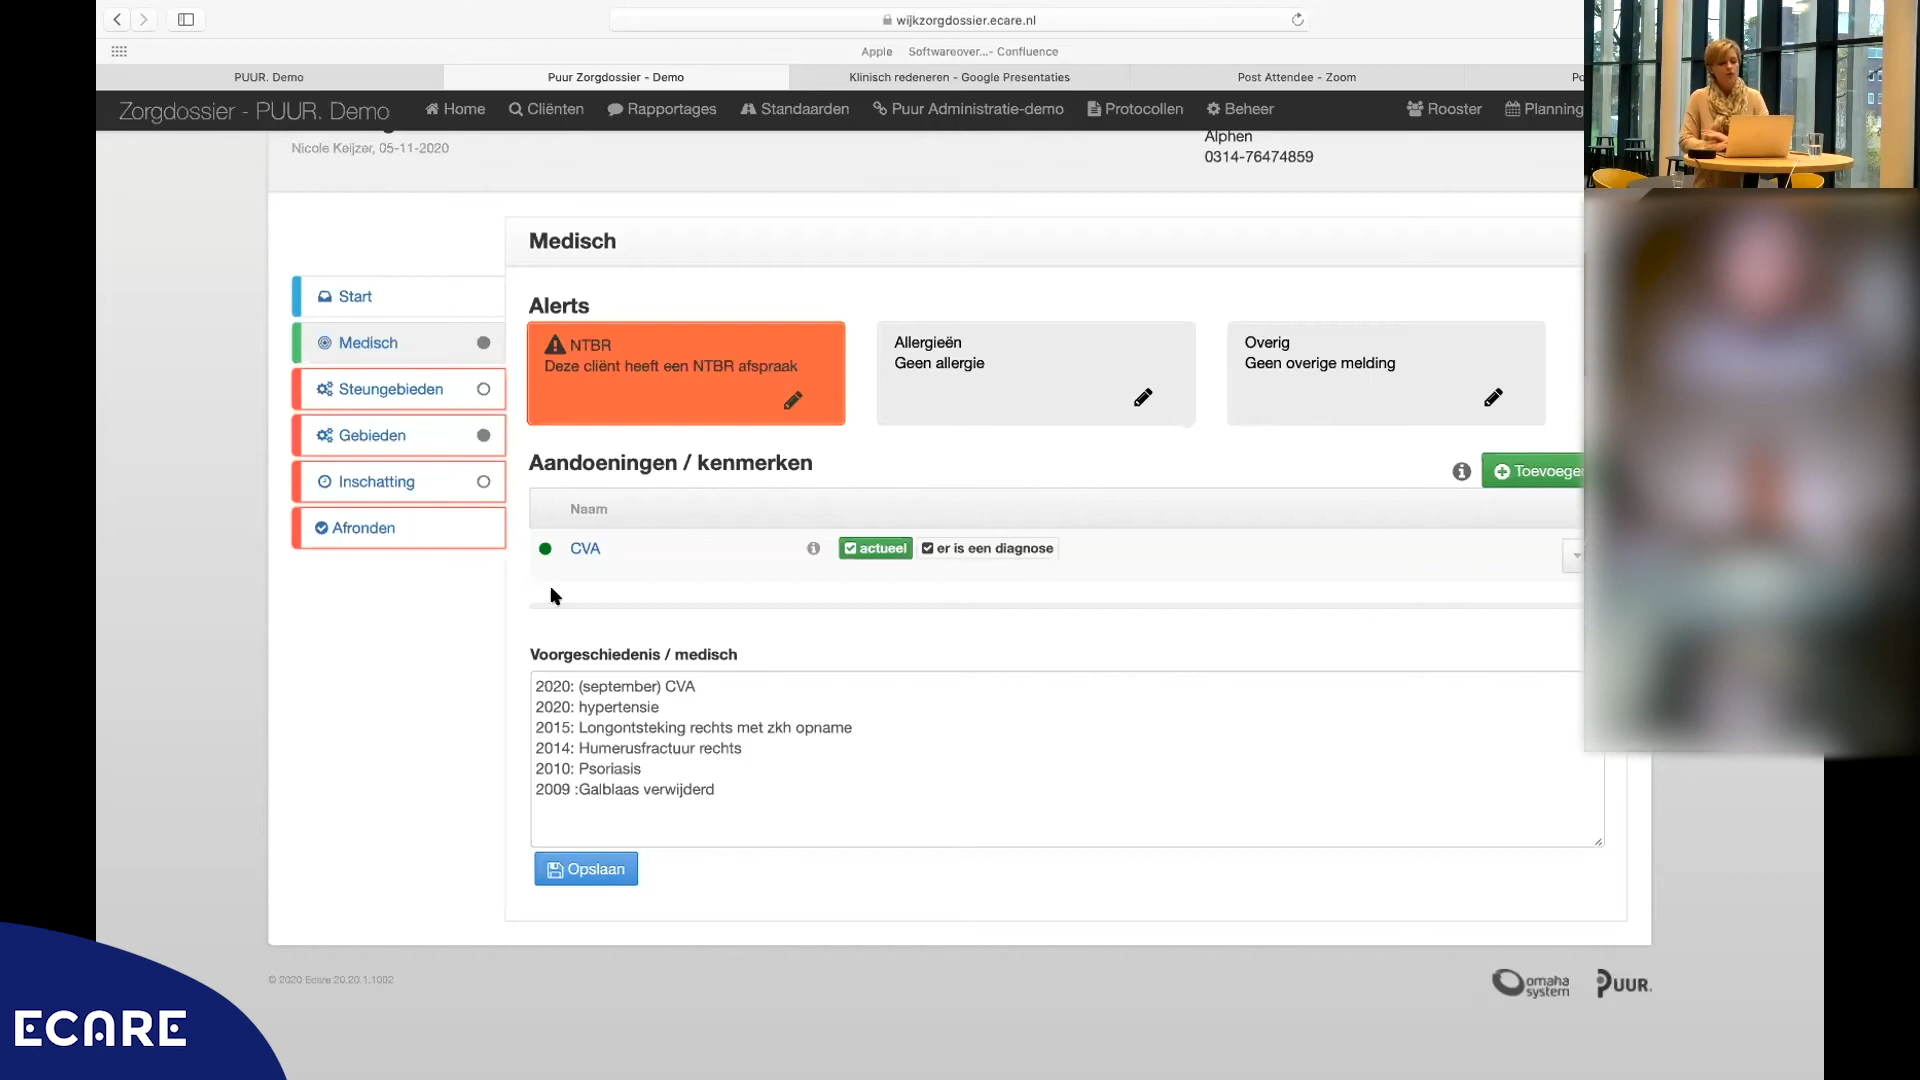 wijkzorgdossier.ecare.nl
Apple Softwareover...- Confluence
PUUR. Demo
Puur Zorgdossier - Demo
Klinisch redeneren - Google Presentaties
Post Attendee - Zoom
Zorgdossier - PUUR. Demo
Home
Cliënten
Rapportages
Standaarden
Puur Administratie-demo
Protocollen
Beheer
Rooster
Planning
Nicole Keijzer, 05-11-2020
Alphen
0314-76474859
Medisch
Start
Medisch
Steungebieden
Gebieden
Inschatting
Afronden
Alerts
NTBR
Deze cliënt heeft een NTBR afspraak
Allergieën
Geen allergie
Overig
Geen overige melding
Aandoeningen / kenmerken
Toevoege
Naam
CVA
actueel
er is een diagnose
Voorgeschiedenis / medisch
2020: (september) CVA
2020: hypertensie
2015: Longontsteking rechts met zkh opname
2014: Humerusfractuur rechts
2010: Psoriasis
2009 :Galblaas verwijderd
Opslaan
© 2020 Ecare 20.20.1.1002
omaha
system
PUUR.
ECARE